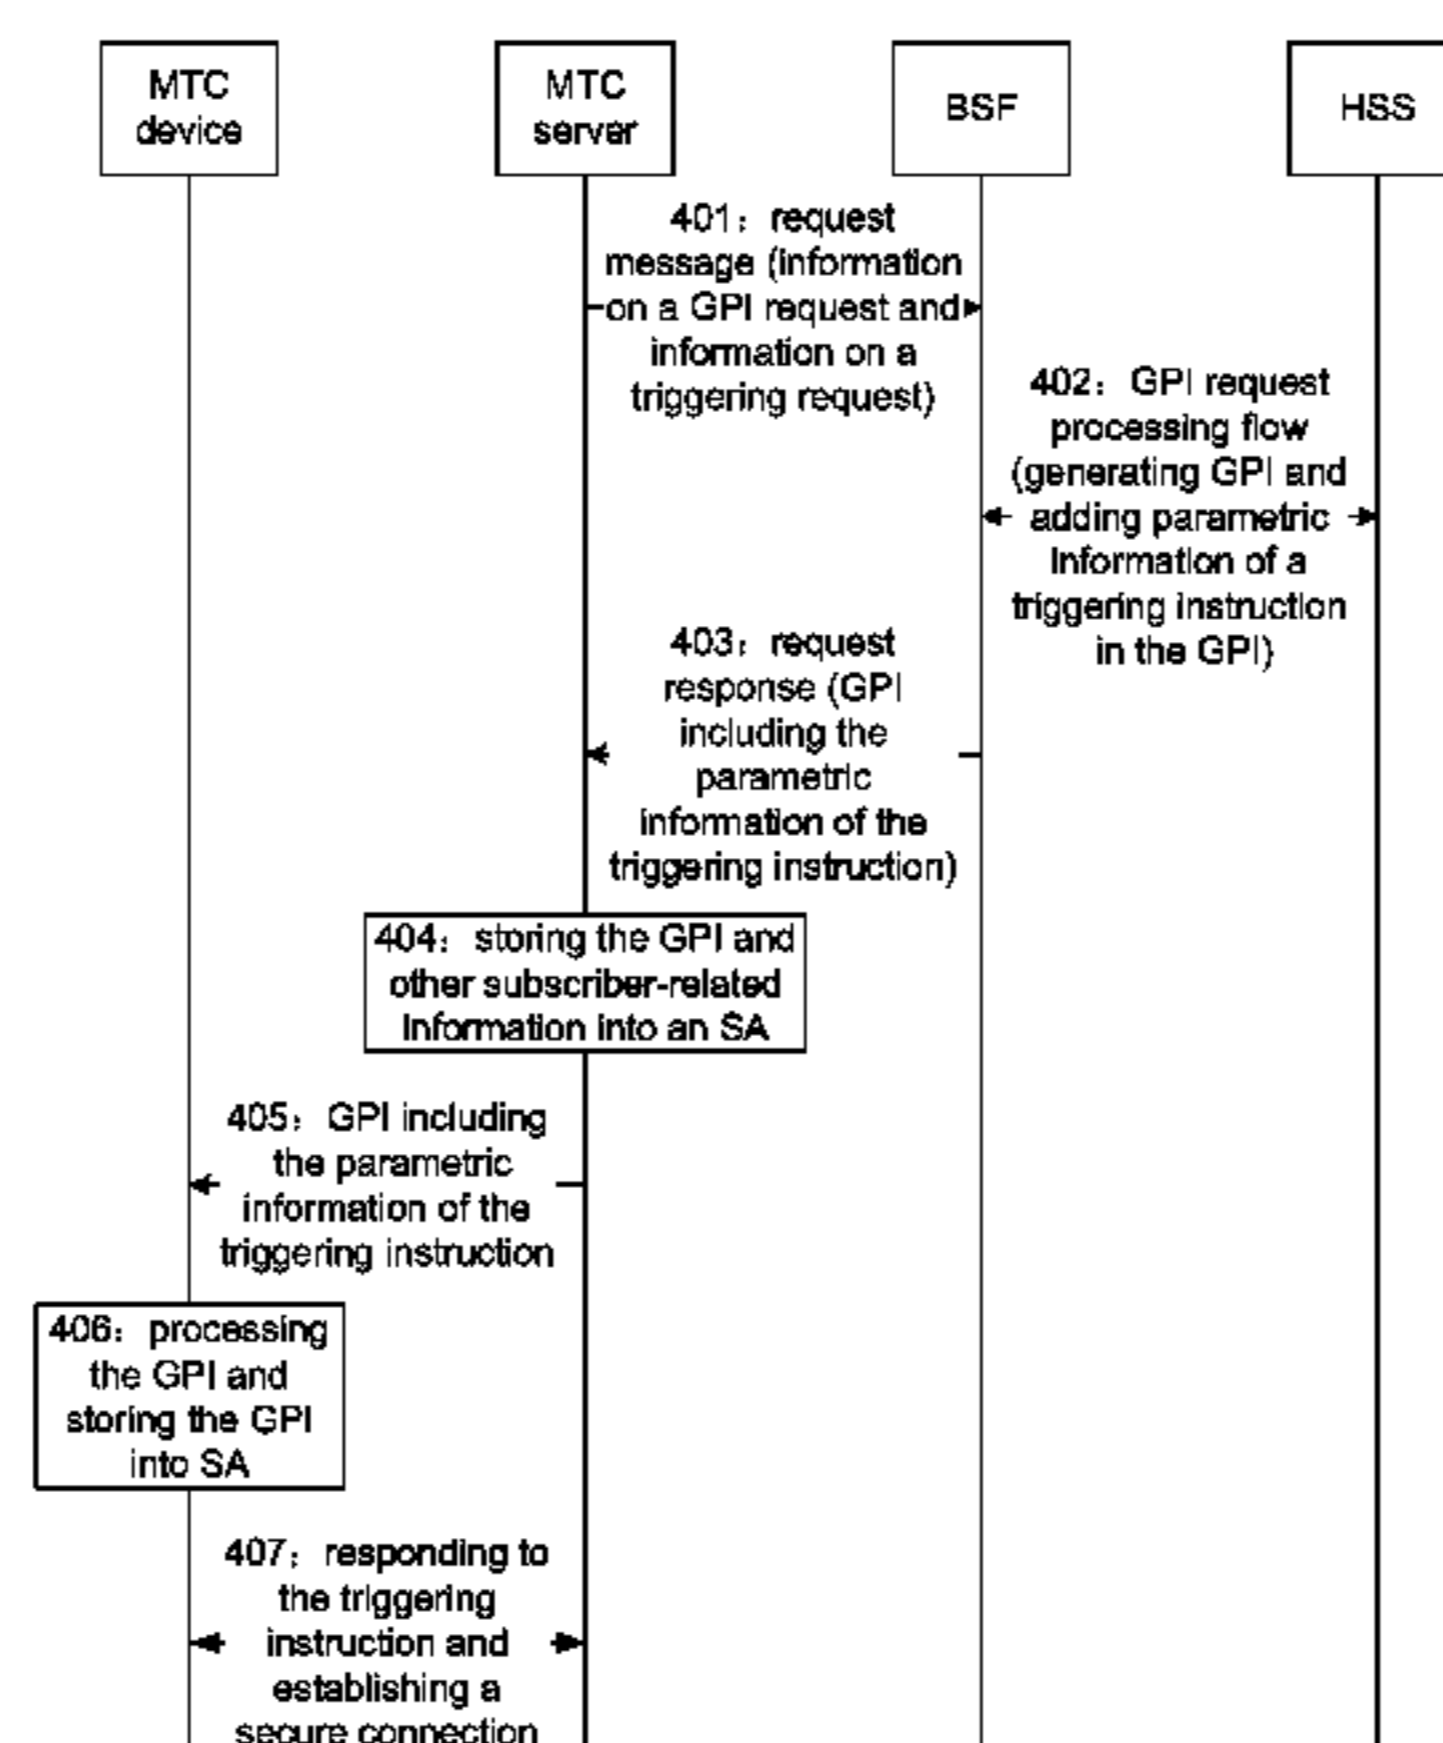 MTC
device
MTC
server
BSF
HSS
401: request
message (information
on a GPI request and
information on a
triggering request)
402: GPI request
processing flow
(generating GPI and
adding parametric
information of a
triggering instruction
in the GPI)
403: request
response (GPI
including the
parametric
information of the
triggering instruction)
404: storing the GPI and
other subscriber-related
information into an SA
405: GPI including
the parametric
information of the
triggering instruction
406: processing
the GPI and
storing the GPI
into SA
407: responding to
the triggering
instruction and
establishing a
secure connection